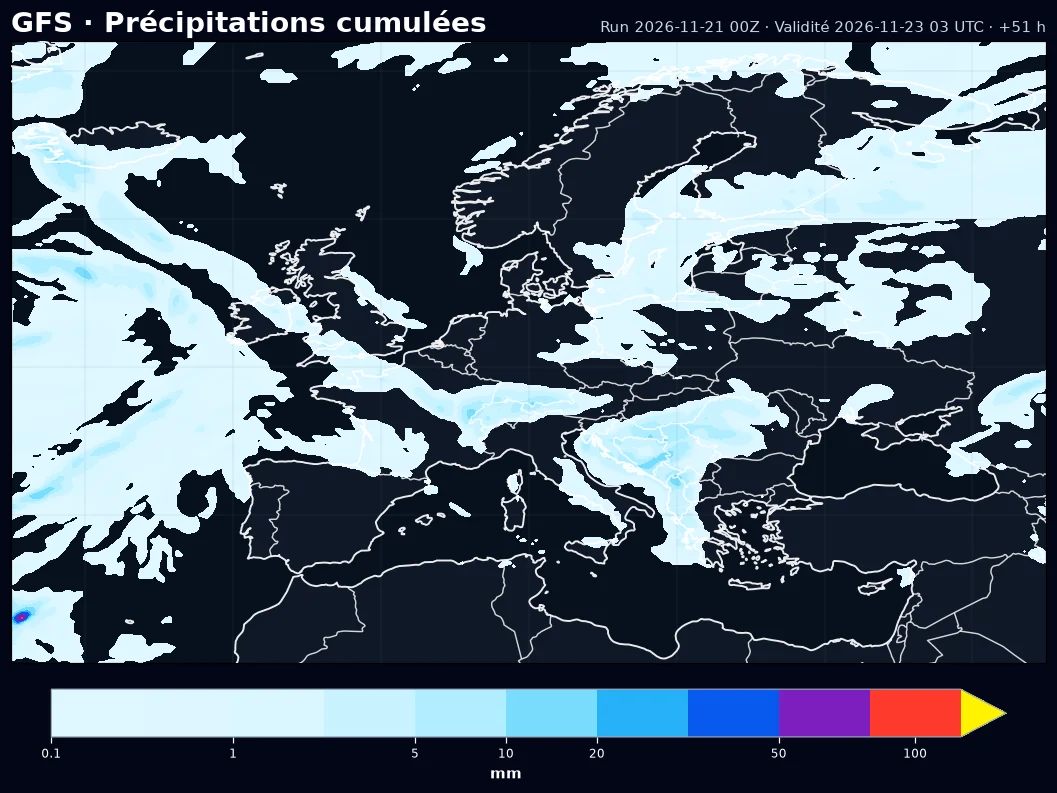 GFS · Précipitations cumulées
Run 2026-11-21 00Z · Validité 2026-11-23 03 UTC · +51 h
0.1 1 5 10 20 50 100
mm